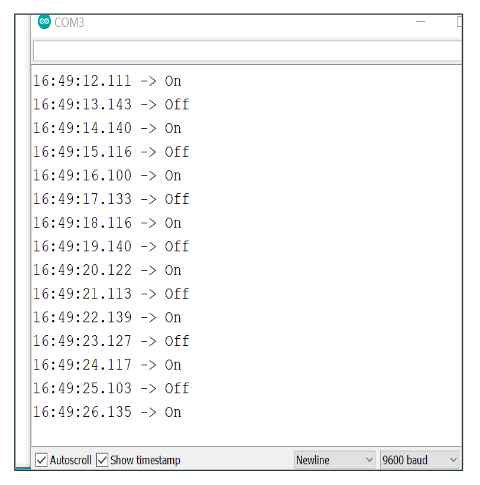 COM3
16:49:12.111 -> On
16:49:13.143 -> Off
16:49:14.140 -> On
16:49:15.116 -> Off
16:49:16.100 -> On
16:49:17.133 -> Off
16:49:18.116 -> On
16:49:19.140 -> Off
16:49:20.122 -> On
16:49:21.113 -> Off
16:49:22.139 -> On
16:49:23.127 -> Off
16:49:24.117 -> On
16:49:25.103 -> Off
16:49:26.135 -> On
Autoscroll Show timestamp Newline 9600 baud